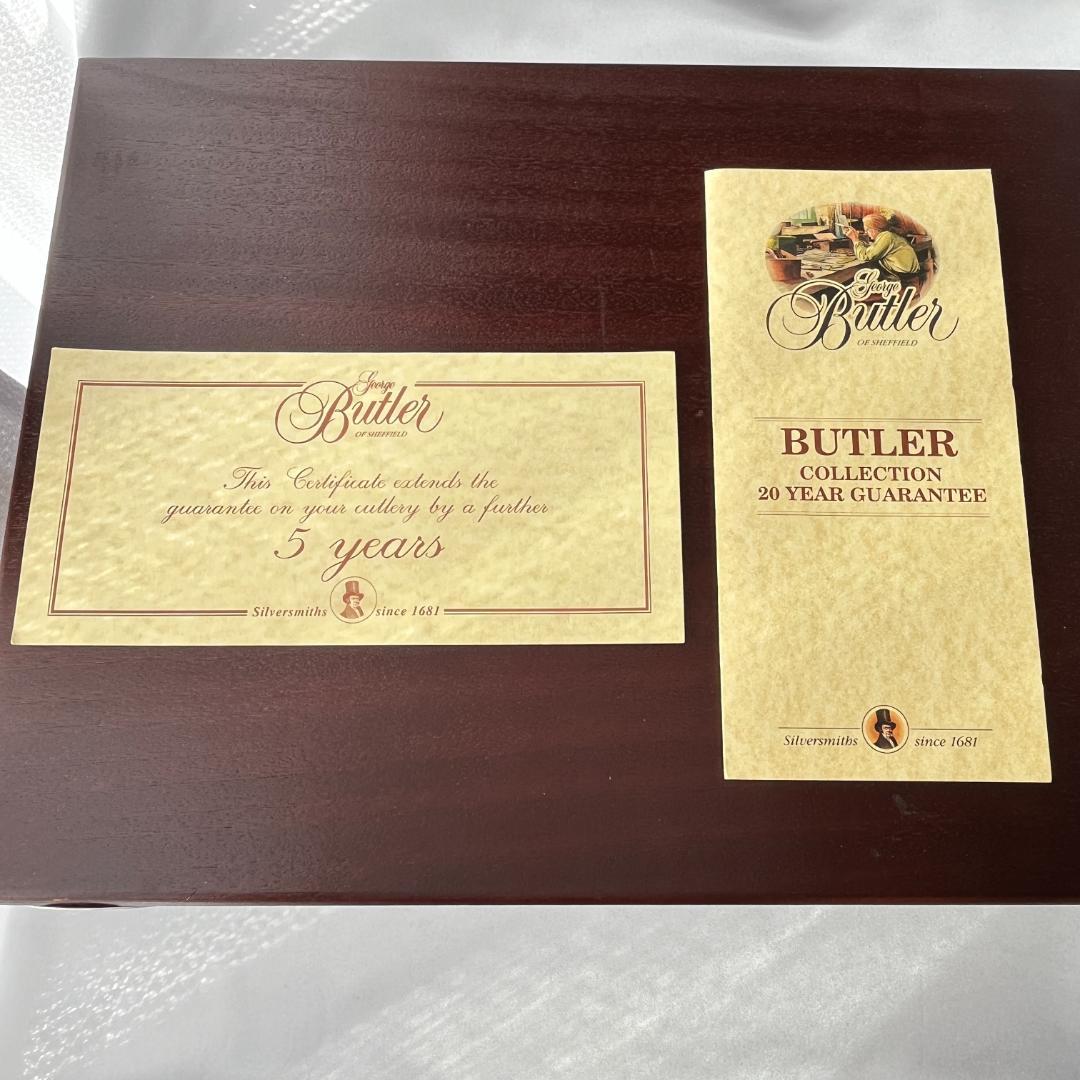 George
Butler
OF SHEFFIELD
This Certificate extends the
guarantee on your cutlery by a further
5 years
Silversmiths since 1681
George
Butler
OF SHEFFIELD
BUTLER
COLLECTION
20 YEAR GUARANTEE
Silversmiths since 1681